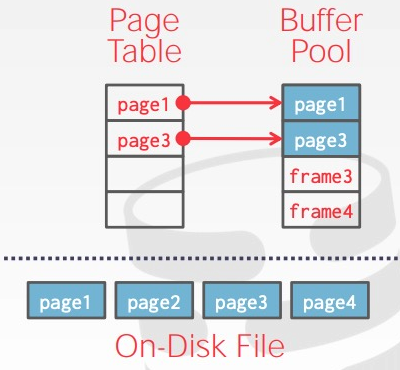 Page
Table
Buffer
Pool
page1
page3
page1
page3
frame3
frame4
page1 page2 page3 page4
On-Disk File